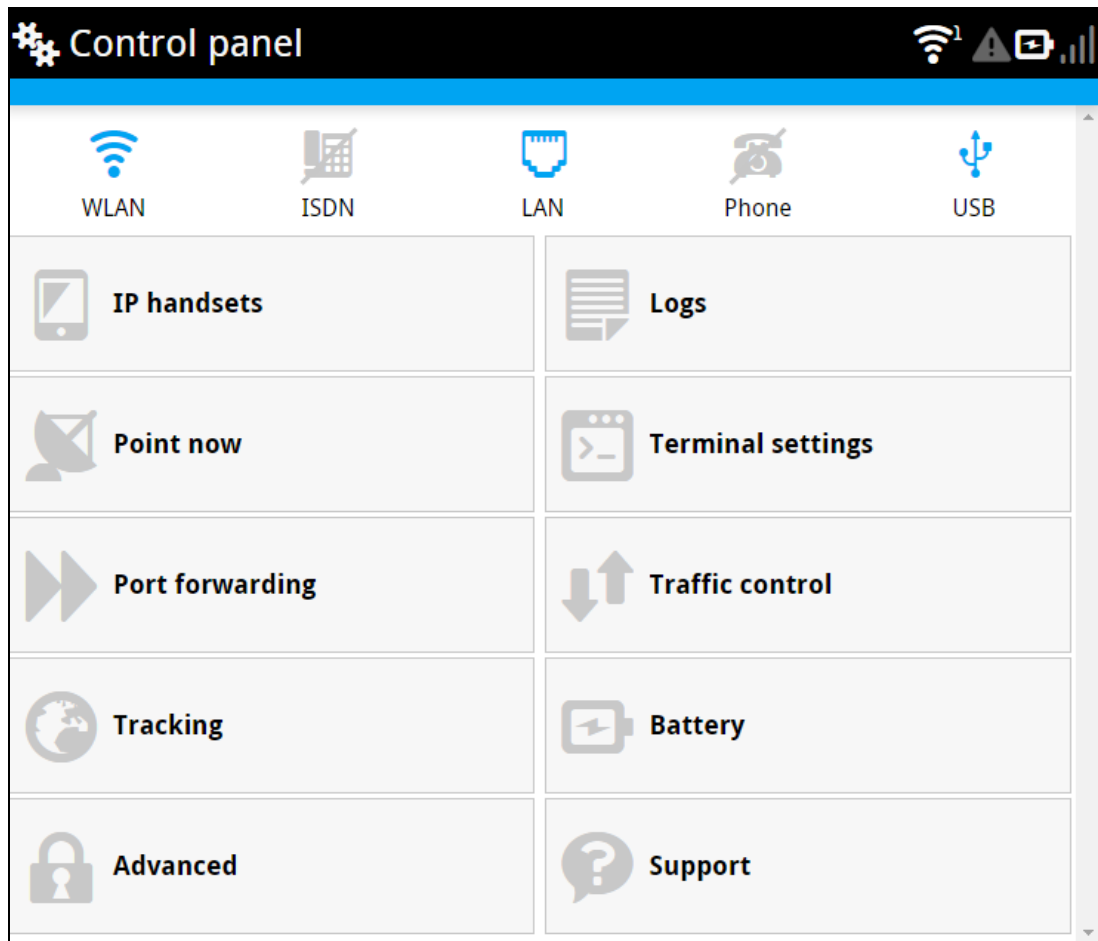 Control panel
1
WLAN ISDN LAN Phone USB
IP handsets Logs
Point now Terminal settings
Port forwarding Traffic control
Tracking Battery
Advanced Support